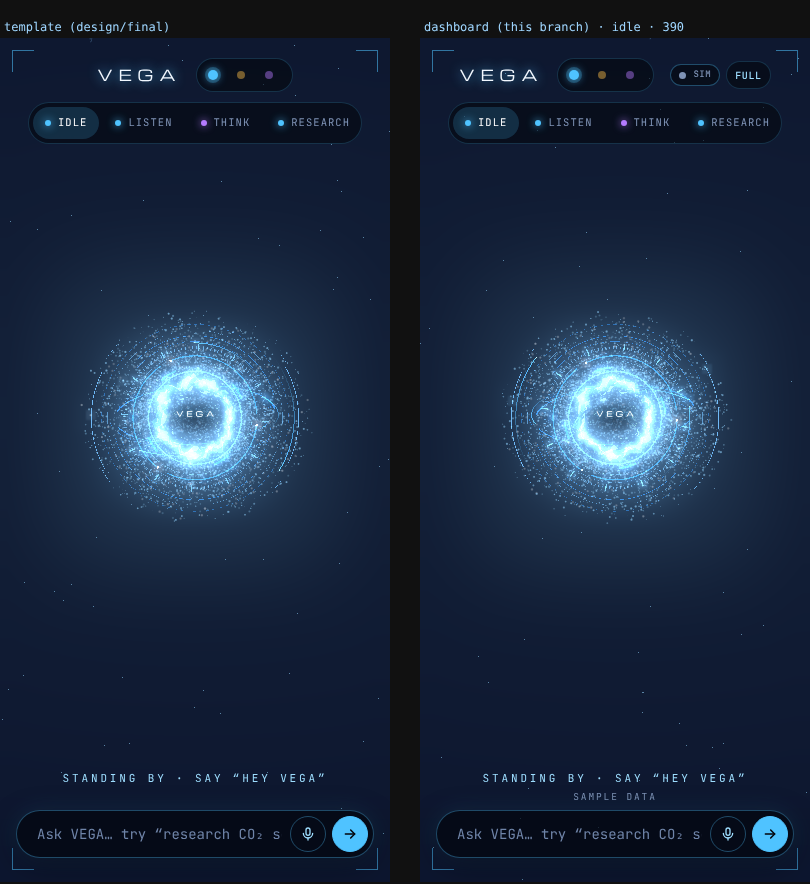 template (design/final)
VEGA
IDLE LISTEN THINK RESEARCH
VEGA
STANDING BY · SAY “HEY VEGA”
Ask VEGA… try “research CO₂ s
dashboard (this branch) · idle · 390
VEGA SIM FULL
IDLE LISTEN THINK RESEARCH
VEGA
STANDING BY · SAY “HEY VEGA”
SAMPLE DATA
Ask VEGA… try “research CO₂ s